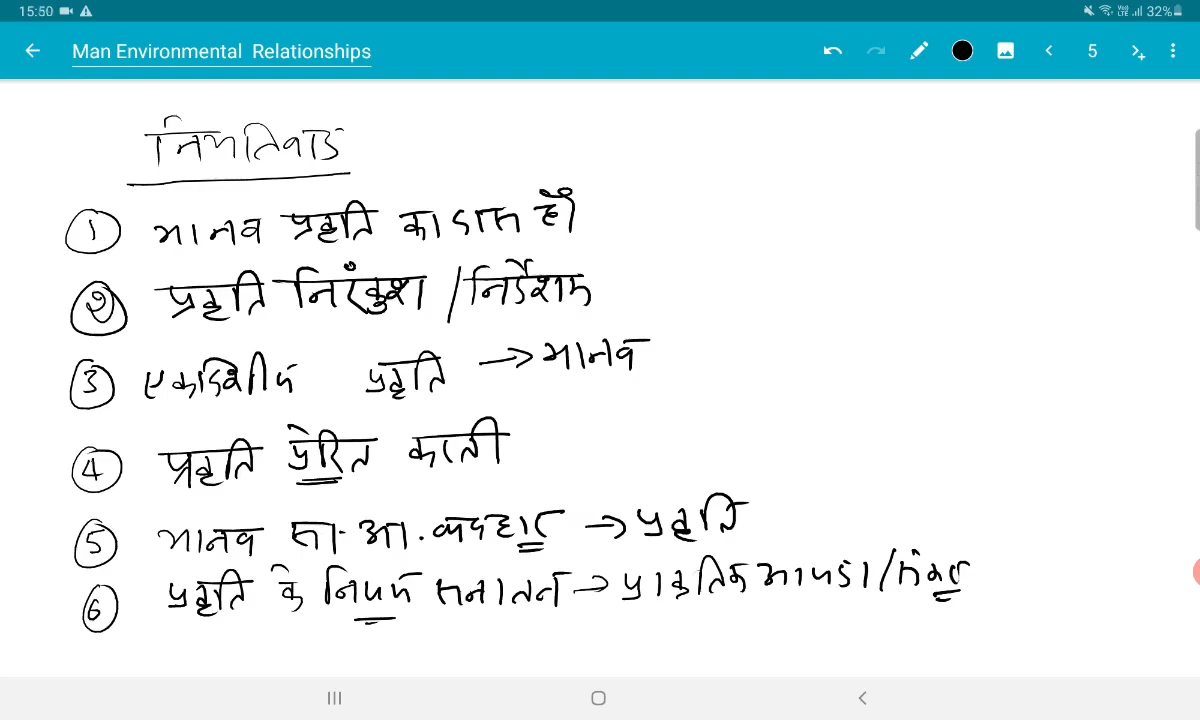 15:50 32%
Man Environmental Relationships 5
नियतिवाद
① मानव प्रकृति का दास है।
② प्रकृति निरंकुश / निर्देशक
③ एकदिशीय प्रकृति → मानव
④ प्रकृति प्रेरित करती
⑤ मानव सा. आ. व्यवहार → प्रकृति
⑥ प्रकृति के नियम सनातन → प्राकृतिक आपदा / संकट